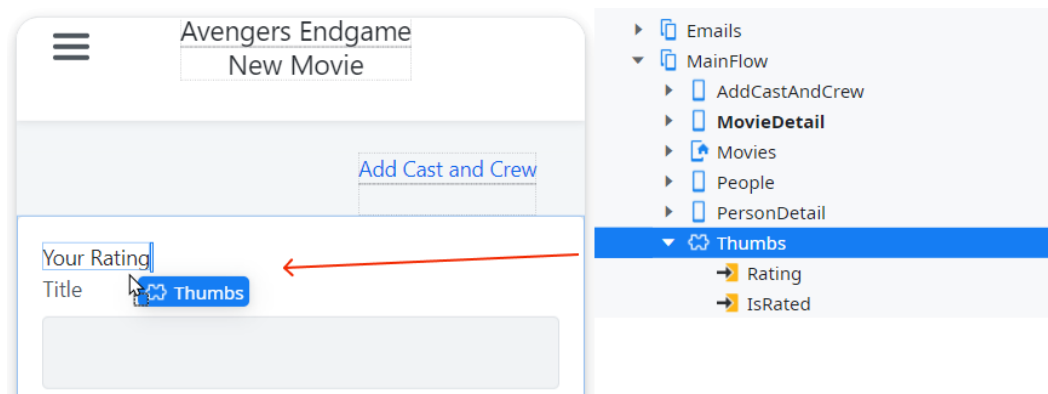 Avengers Endgame
New Movie
Add Cast and Crew
Your Rating
Title
Thumbs
Emails
MainFlow
AddCastAndCrew
MovieDetail
Movies
People
PersonDetail
Thumbs
Rating
IsRated